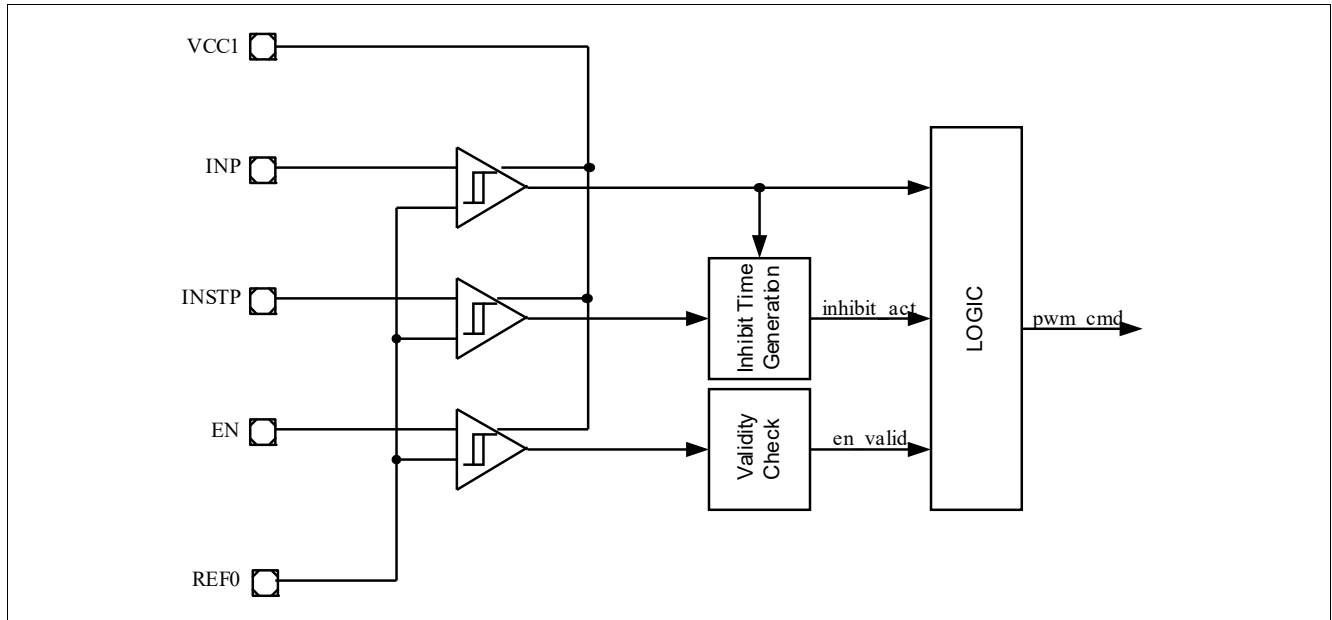 VCC1
INP
INSTP
EN
REF0
Inhibit Time
Generation
Validity
Check
inhibit_act
en_valid
LOGIC
pwm_cmd